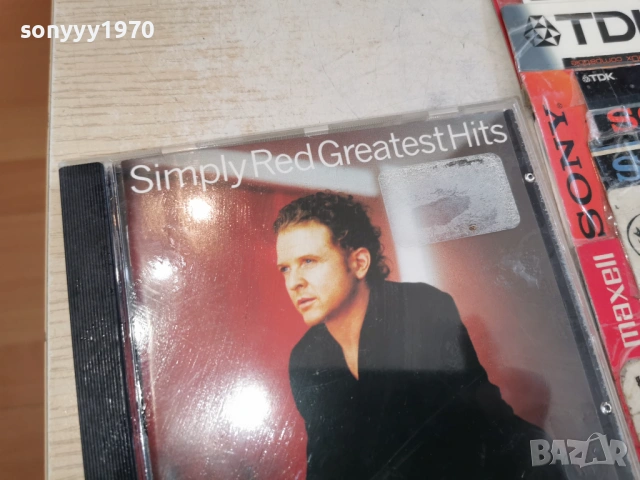 sonyyy1970
Simply Red Greatest Hits
TDK
TDK
SONY
maxell
BAZAR